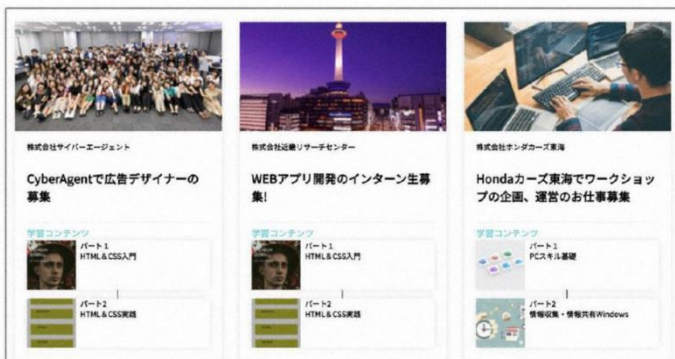 株式会社サイバーエージェント
CyberAgentで広告デザイナーの
募集
学習コンテンツ
パート1
HTML&CSS入門
パート2
HTML&CSS実践
株式会社近畿リサーチセンター
WEBアプリ開発のインターン生募
集!
学習コンテンツ
パート1
HTML&CSS入門
パート2
HTML&CSS実践
株式会社ホンダカーズ東海
Hondaカーズ東海でワークショッ
プの企画、運営のお仕事募集
学習コンテンツ
パート1
PCスキル基礎
パート2
情報収集・情報共有Windows